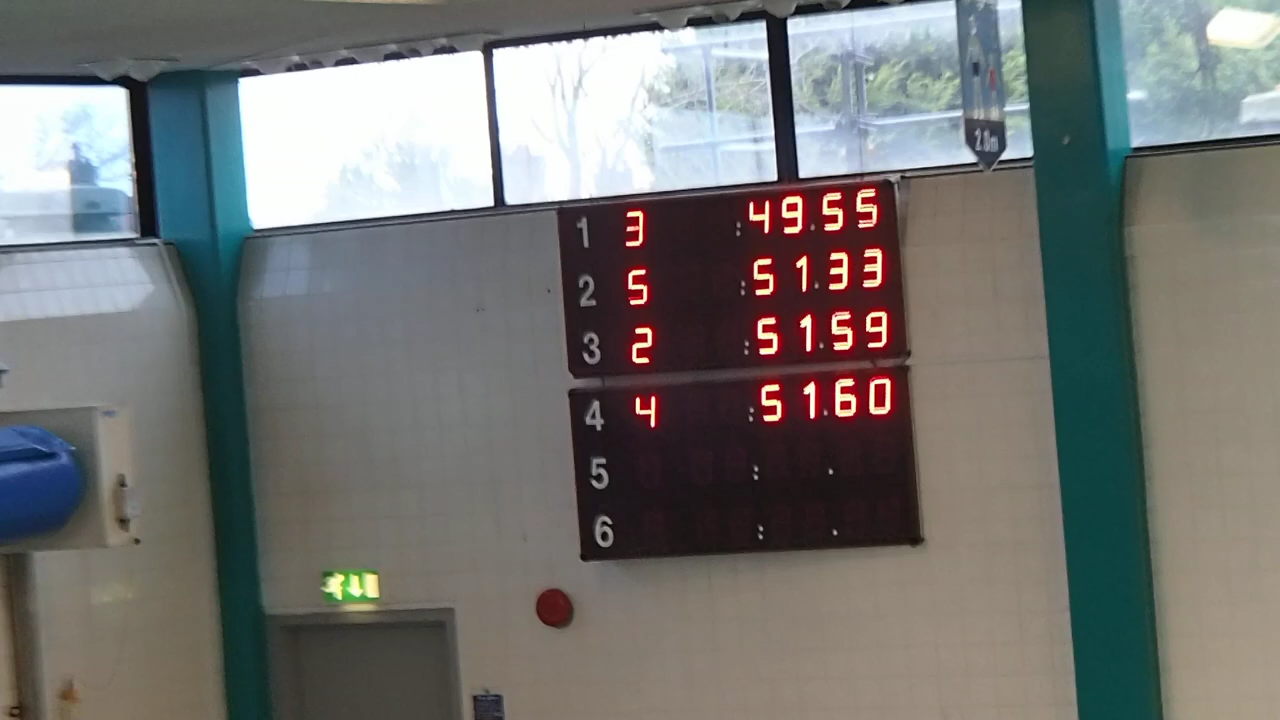 2.0m
1 3 :49.55
2 5 :51.33
3 2 :51.59
4 4 :51.60
5 : .
6 : .